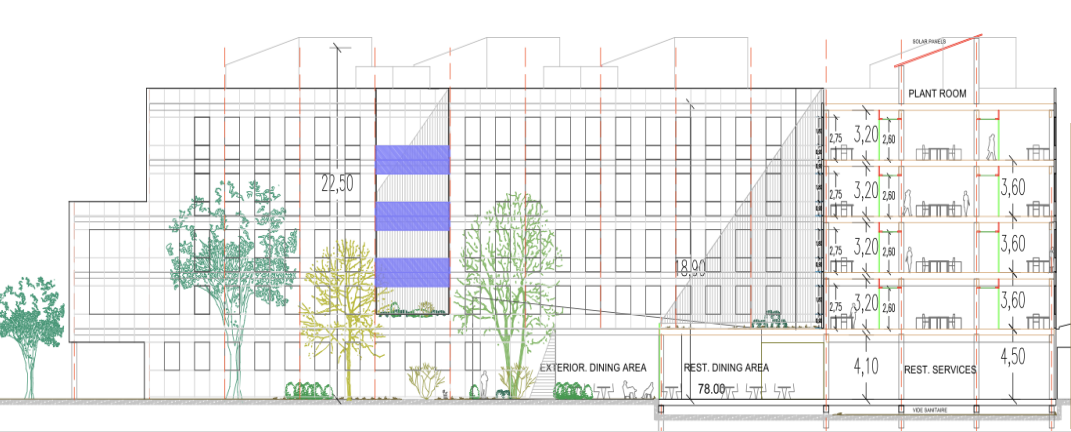 SOLAR PANELS
PLANT ROOM
2,75 3,20 2,60
22,50
2,75 3,20 2,60 3,60
2,75 3,20 2,60 3,60
18,90
2,75 3,20 2,60 3,60
EXTERIOR. DINING AREA
REST. DINING AREA
4,10
REST. SERVICES
4,50
78.00
VIDE SANITAIRE